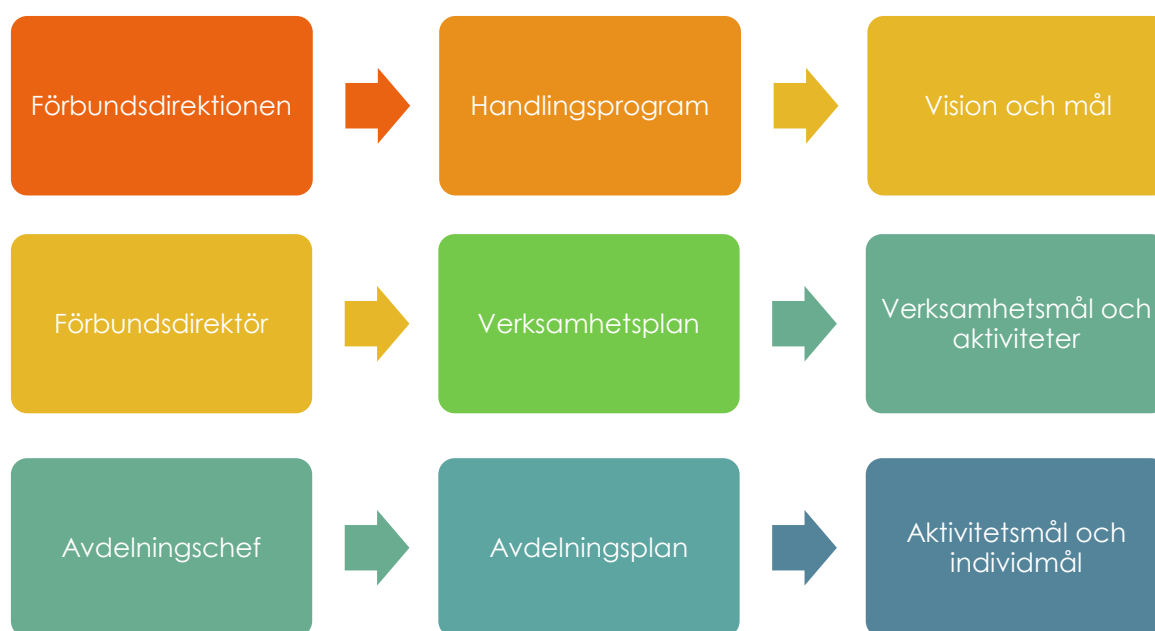 Förbundsdirektionen
Handlingsprogram
Vision och mål
Förbundsdirektör
Verksamhetsplan
Verksamhetsmål och
aktiviteter
Avdelningschef
Avdelningsplan
Aktivitetsmål och
individmål